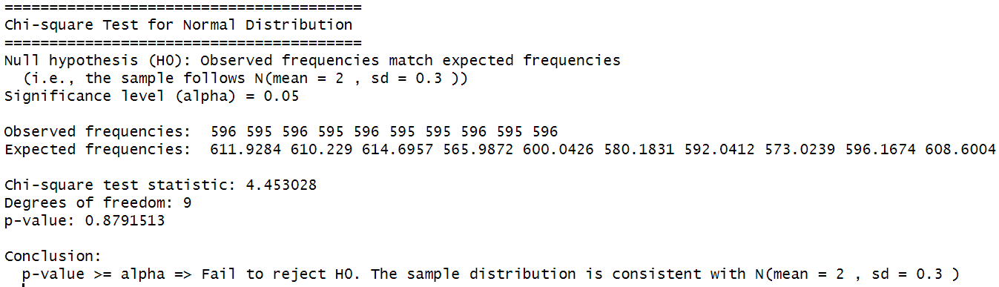 ========================================
Chi-square Test for Normal Distribution
========================================
Null hypothesis (H0): Observed frequencies match expected frequencies
  (i.e., the sample follows N(mean = 2 , sd = 0.3 ))
Significance level (alpha) = 0.05

Observed frequencies:  596 595 596 595 596 595 595 596 595 596
Expected frequencies:  611.9284 610.229 614.6957 565.9872 600.0426 580.1831 592.0412 573.0239 596.1674 608.6004

Chi-square test statistic: 4.453028
Degrees of freedom: 9
p-value: 0.8791513

Conclusion:
  p-value >= alpha => Fail to reject H0. The sample distribution is consistent with N(mean = 2 , sd = 0.3 )